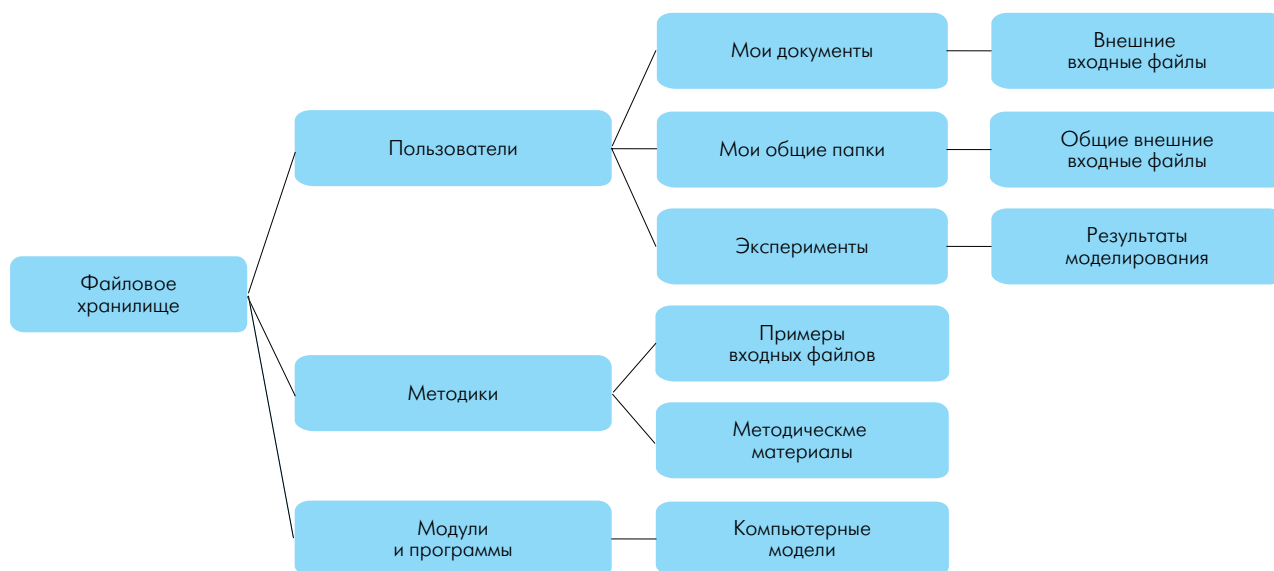 Мои документы
Внешние
входные файлы
Пользователи
Мои общие папки
Общие внешние
входные файлы
Эксперименты
Результаты
моделирования
Файловое
хранилище
Примеры
входных файлов
Методики
Методическме
материалы
Модули
и программы
Компьютерные
модели